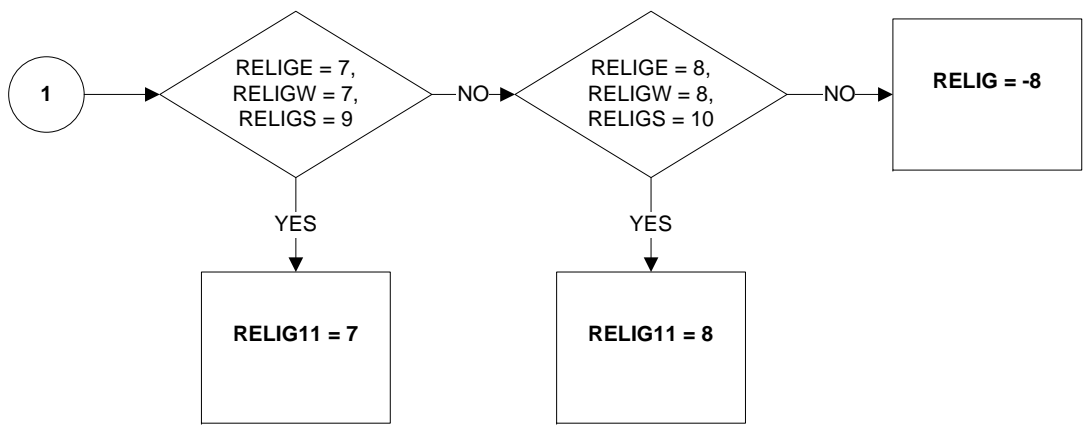 1
RELIGE = 7,
RELIGW = 7,
RELIGS = 9
NO
RELIGE = 8,
RELIGW = 8,
RELIGS = 10
NO
RELIG = -8
YES
YES
RELIG11 = 7
RELIG11 = 8